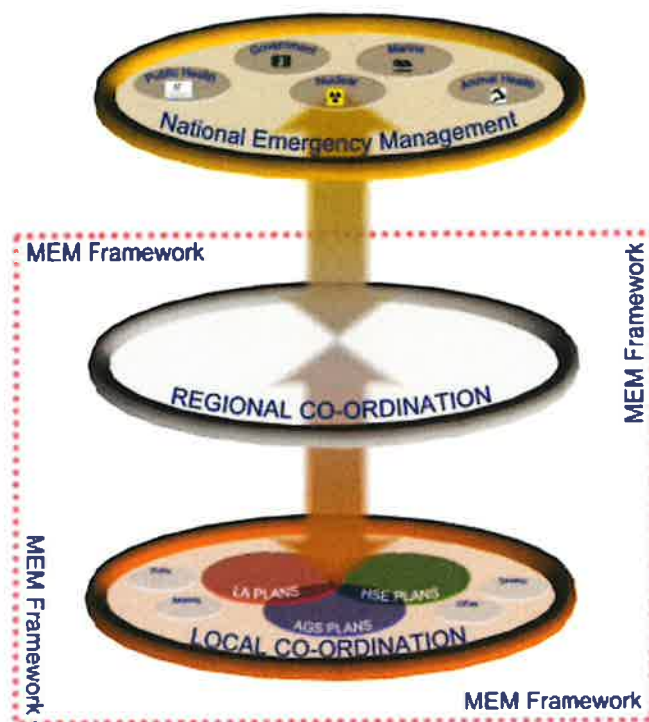 Government
Marine
Public Health
Nuclear
Animal Health
National Emergency Management
MEM Framework
MEM Framework
REGIONAL CO-ORDINATION
MEM Framework
LA PLANS
HSE PLANS
AGS PLANS
Other
LOCAL CO-ORDINATION
MEM Framework